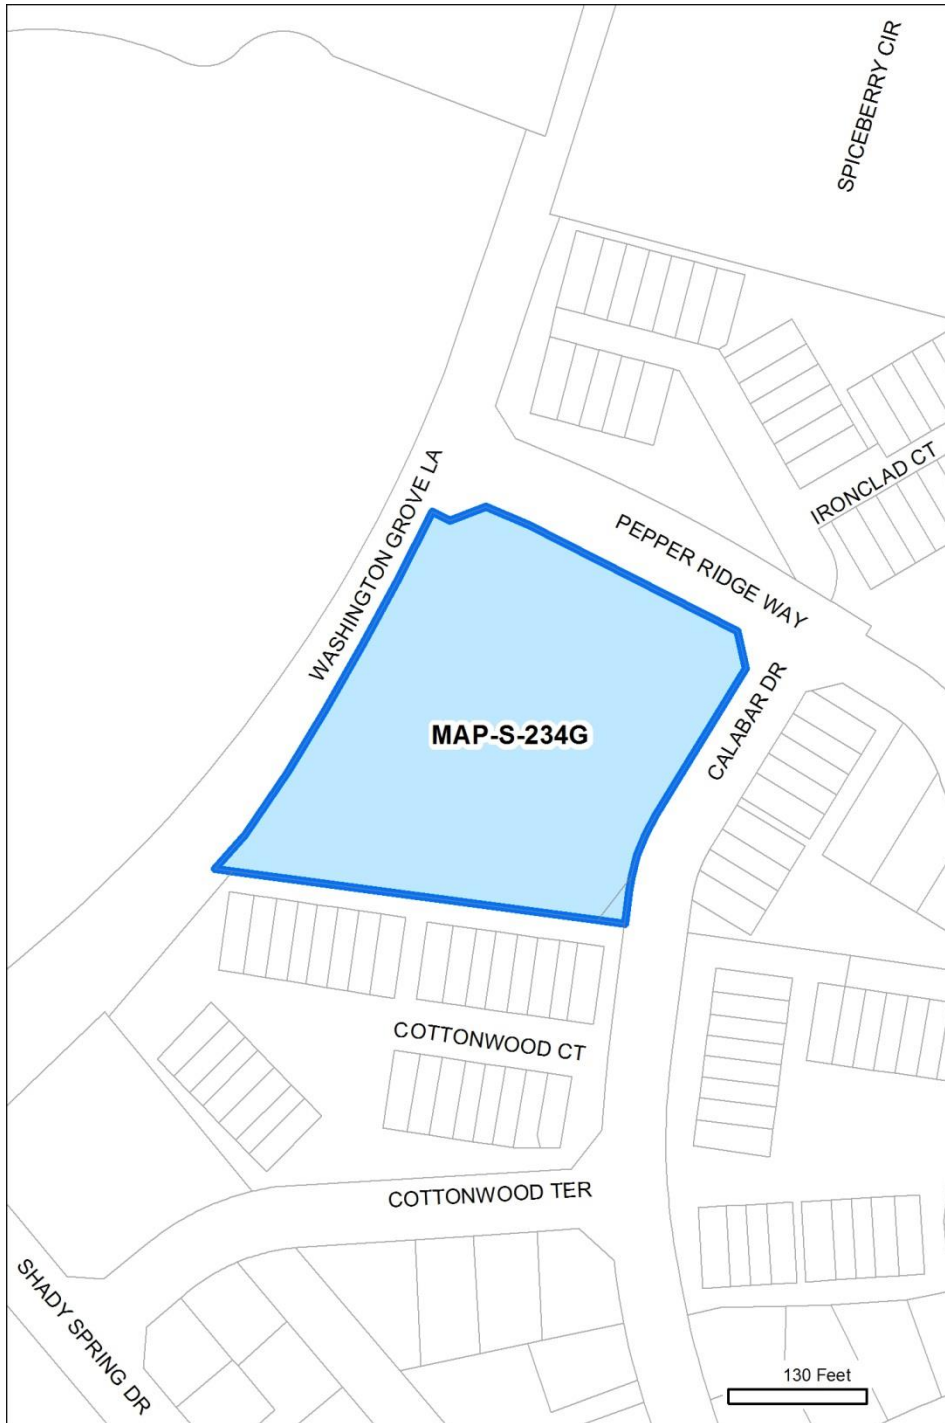 SPICEBERRY CIR
WASHINGTON GROVE LA
IRONCLAD CT
PEPPER RIDGE WAY
CALABAR DR
MAP-S-234G
COTTONWOOD CT
COTTONWOOD TER
SHADY SPRING DR
130 Feet